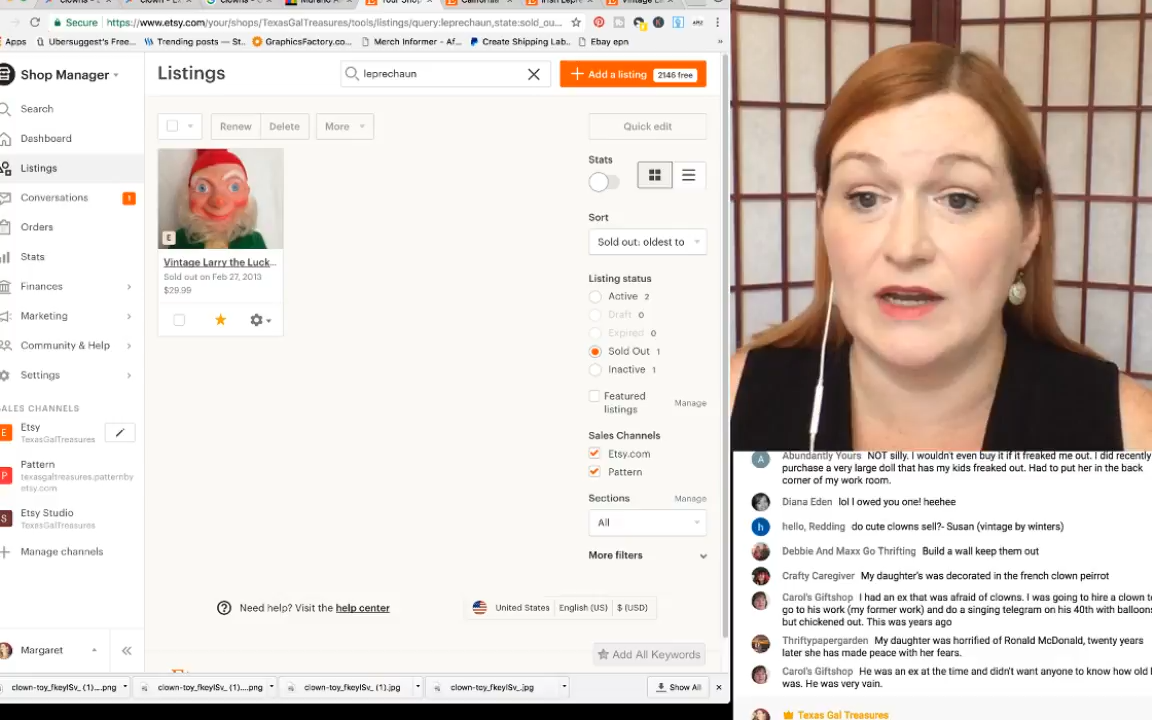 Secure https://www.etsy.com/your/shops/TexasGalTreasures/tools/listings/query:leprechaun,state:sold_ou...
Apps Ubersuggest's Free... Trending posts — St... GraphicsFactory.co... Merch Informer - Af... Create Shipping Lab... Ebay epn
Shop Manager
Listings
leprechaun
Add a listing 2146 free
Search
Dashboard
Listings
Conversations 1
Orders
Stats
Finances
Marketing
Community & Help
Settings
SALES CHANNELS
E Etsy
TexasGalTreasures
P Pattern
texasgaltreasures.patternby
etsy.com
S Etsy Studio
TexasGalTreasures
Manage channels
Margaret
Renew Delete More
E
Vintage Larry the Luck...
Sold out on Feb 27, 2013
$29.99
Quick edit
Stats
Sort
Sold out: oldest to
Listing status
Active 2
Draft 0
Expired 0
Sold Out 1
Inactive 1
Featured
listings
Manage
Sales Channels
Etsy.com
Pattern
Sections Manage
All
More filters
Need help? Visit the help center
United States English (US) $ (USD)
Add All Keywords
clown-toy_fkeylSv_ (1)....png clown-toy_fkeylSv_ (1)....png clown-toy_fkeylSv_ (1).jpg clown-toy_fkeylSv_.jpg Show All
A Abundantly Yours NOT silly. I wouldn't even buy it if it freaked me out. I did recently
purchase a very large doll that has my kids freaked out. Had to put her in the back
corner of my work room.
Diana Eden lol I owed you one! heehee
h hello, Redding do cute clowns sell?- Susan (vintage by winters)
Debbie And Maxx Go Thrifting Build a wall keep them out
Crafty Caregiver My daughter's was decorated in the french clown peirrot
Carol's Giftshop I had an ex that was afraid of clowns. I was going to hire a clown to
go to his work (my former work) and do a singing telegram on his 40th with balloons
but chickened out. This was years ago
Thriftypapergarden My daughter was horrified of Ronald McDonald, twenty years
later she has made peace with her fears.
Carol's Giftshop He was an ex at the time and didn't want anyone to know how old
was. He was very vain.
Texas Gal Treasures